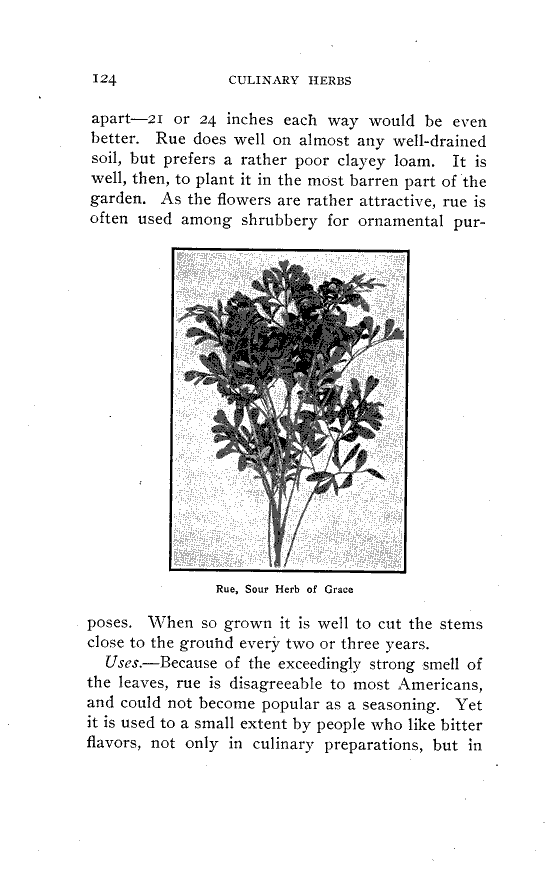 124 CULINARY HERBS
apart—21 or 24 inches each way would be even
better. Rue does well on almost any well-drained
soil, but prefers a rather poor clayey loam. It is
well, then, to plant it in the most barren part of the
garden. As the flowers are rather attractive, rue is
often used among shrubbery for ornamental pur-
Rue, Sour Herb of Grace
poses. When so grown it is well to cut the stems
close to the ground every two or three years.
Uses.—Because of the exceedingly strong smell of
the leaves, rue is disagreeable to most Americans,
and could not become popular as a seasoning. Yet
it is used to a small extent by people who like bitter
flavors, not only in culinary preparations, but in